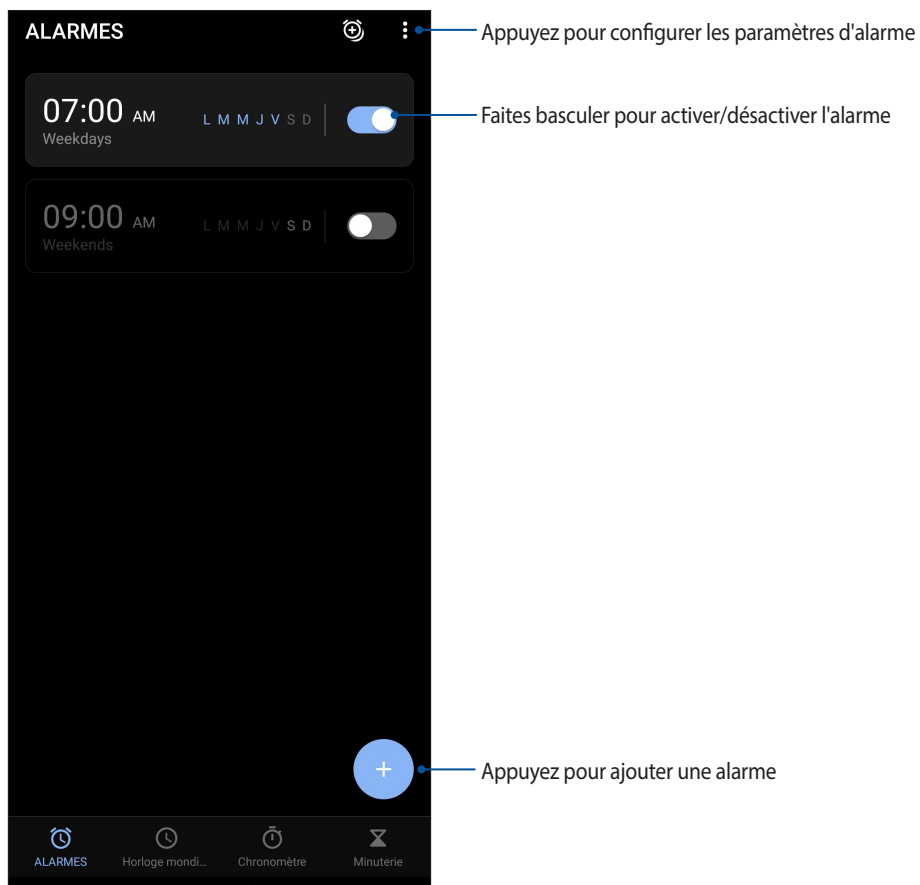 ALARMES
Appuyez pour configurer les paramètres d'alarme
07:00 AM
L M M J V S D
Weekdays
Faites basculer pour activer/désactiver l'alarme
09:00 AM
L M M J V S D
Weekends
Appuyez pour ajouter une alarme
ALARMES
Horloge mondi...
Chronomètre
Minuterie